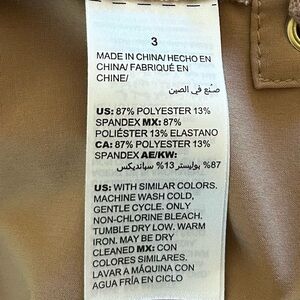 3
MADE IN CHINA/ HECHO EN
CHINA/ FABRIQUÉ EN
CHINE/
صنع في الصين
US: 87% POLYESTER 13%
SPANDEX MX: 87%
POLIÉSTER 13% ELASTANO
CA: 87% POLYESTER 13%
SPANDEX AE/KW:
87% بوليستر 13% سبانديكس
US: WITH SIMILAR COLORS.
MACHINE WASH COLD,
GENTLE CYCLE. ONLY
NON-CHLORINE BLEACH.
TUMBLE DRY LOW. WARM
IRON. MAY BE DRY
CLEANED MX: CON
COLORES SIMILARES.
LAVAR A MÁQUINA CON
AGUA FRÍA EN CICLO